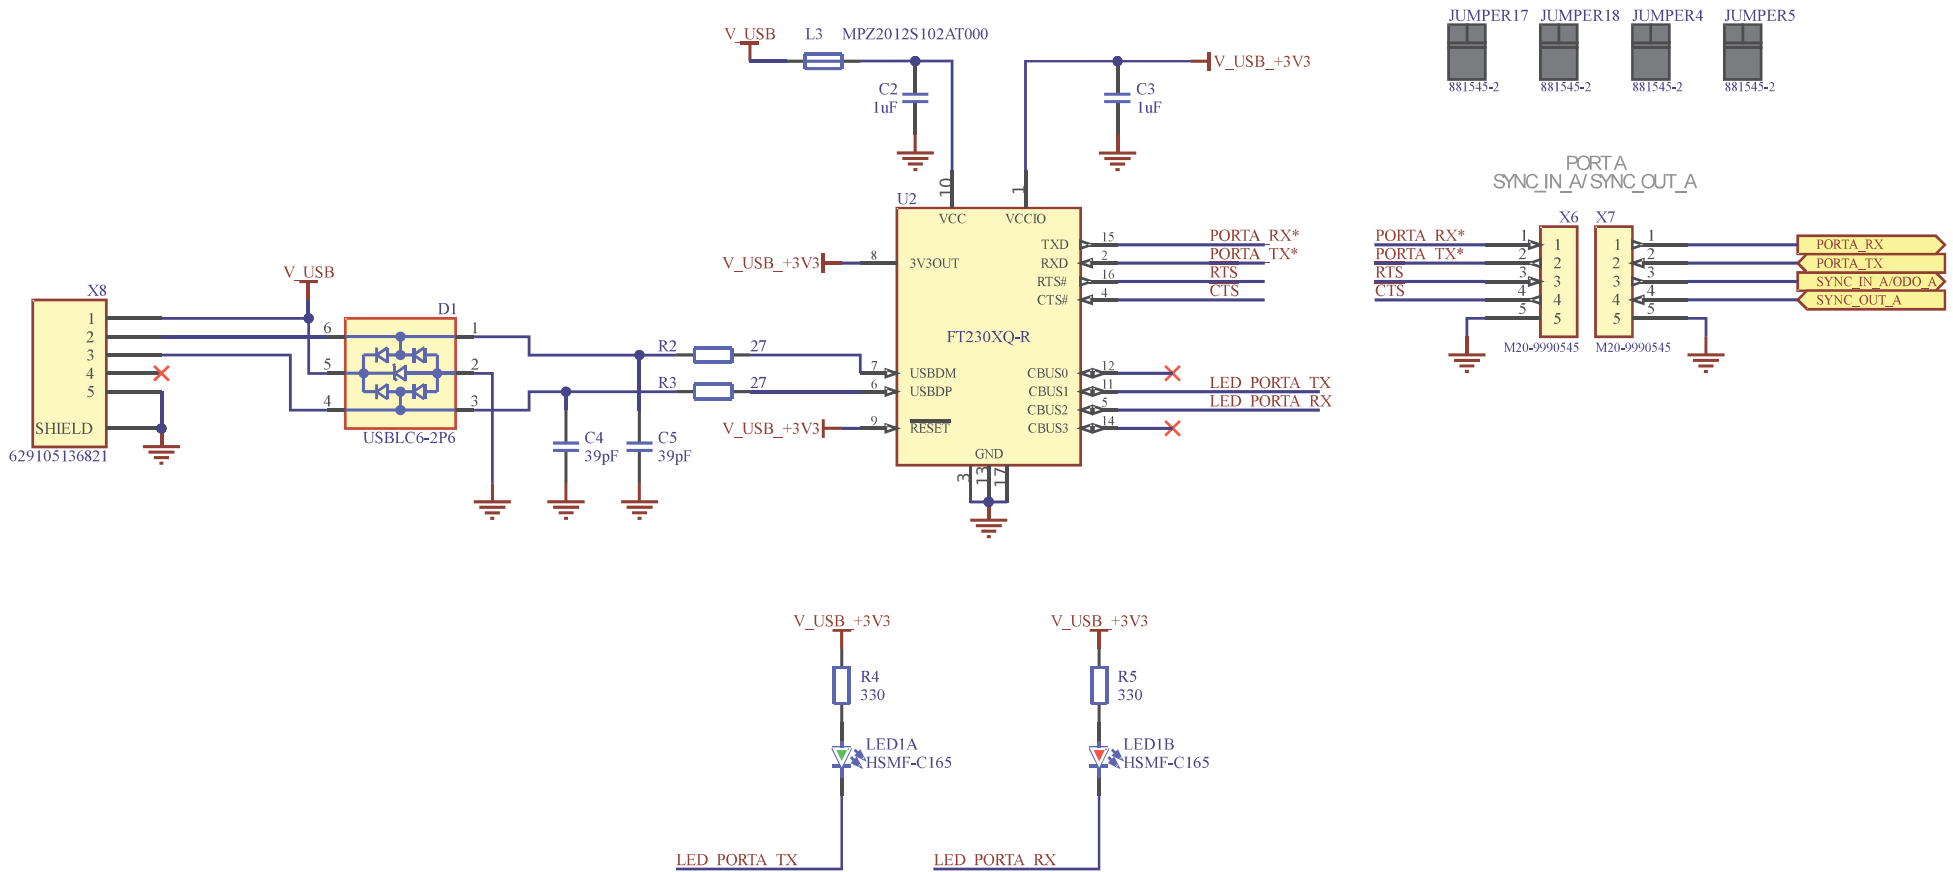 JUMPER17 JUMPER18 JUMPER4 JUMPER5
881545-2 881545-2 881545-2 881545-2
V_USB L3 MPZ2012S102AT000
C2
1uF
C3
1uF
V_USB_+3V3
PORT A
SYNC_IN_A/ SYNC_OUT_A
U2
10
1
VCC VCCIO
V_USB_+3V3 8 3V3OUT
TXD 15 PORTA_RX*
RXD 2 PORTA_TX*
RTS# 16 RTS
CTS# 4 CTS
FT230XQ-R
7 USBDM
6 USBDP
V_USB_+3V3 9 RESET
CBUS0 12
CBUS1 11 LED_PORTA_TX
CBUS2 5 LED_PORTA_RX
CBUS3 14
GND
3 13 17
X6 X7
PORTA_RX* 1 1 1 1 PORTA_RX
PORTA_TX* 2 2 2 2 PORTA_TX
RTS 3 3 3 3 SYNC_IN_A/ODO_A
CTS 4 4 4 4 SYNC_OUT_A
5 5 5 5
M20-9990545 M20-9990545
V_USB
X8
1
2
3
4
5
SHIELD
629105136821
D1
6 1
5 2
4 3
USBLC6-2P6
R2 27
R3 27
C4
39pF
C5
39pF
V_USB_+3V3
R4
330
LED1A
HSMF-C165
LED_PORTA_TX
V_USB_+3V3
R5
330
LED1B
HSMF-C165
LED_PORTA_RX